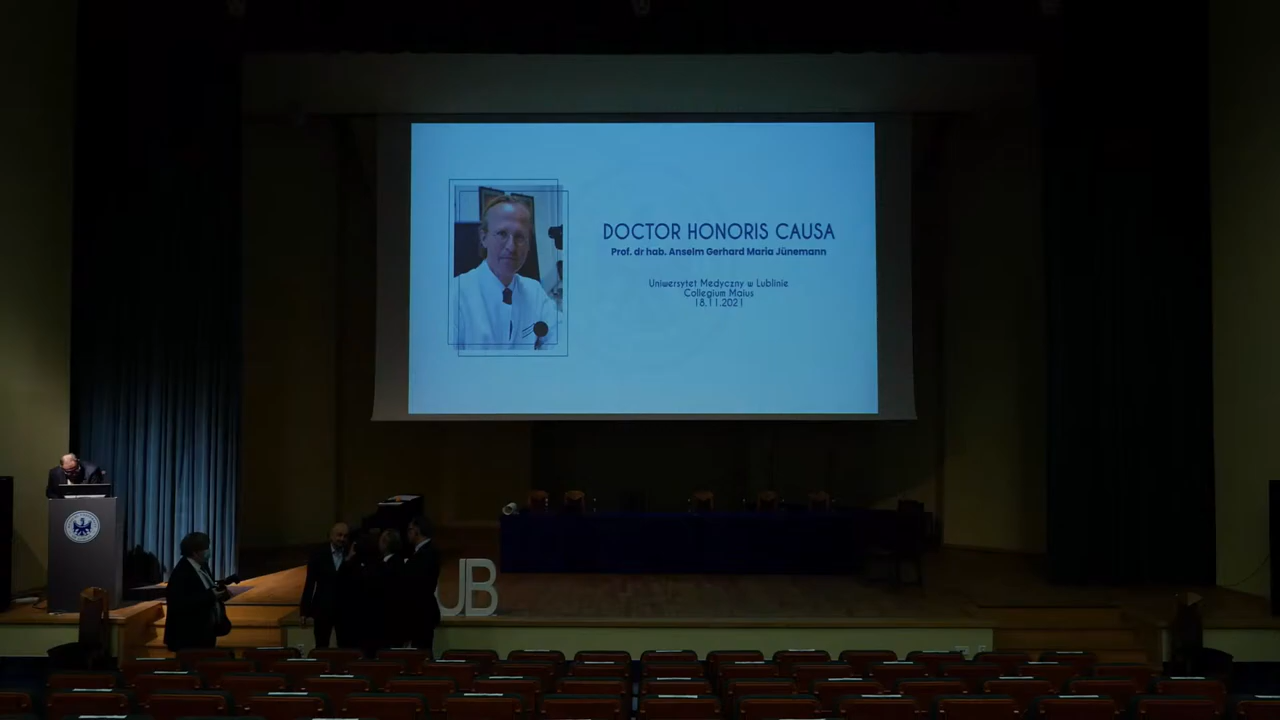 DOCTOR HONORIS CAUSA
Prof. dr hab. Anselm Gerhard Maria Jünemann
Uniwersytet Medyczny w Lublinie
Collegium Maius
18.11.2021
UB